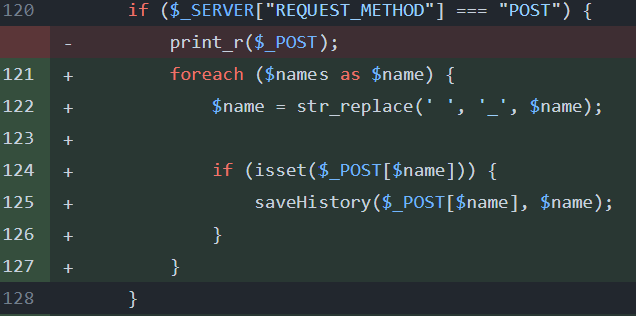 120 if ($_SERVER["REQUEST_METHOD"] === "POST") {
- print_r($_POST);
121 + foreach ($names as $name) {
122 + $name = str_replace(' ', '_', $name);
123 +
124 + if (isset($_POST[$name])) {
125 + saveHistory($_POST[$name], $name);
126 + }
127 + }
128 }